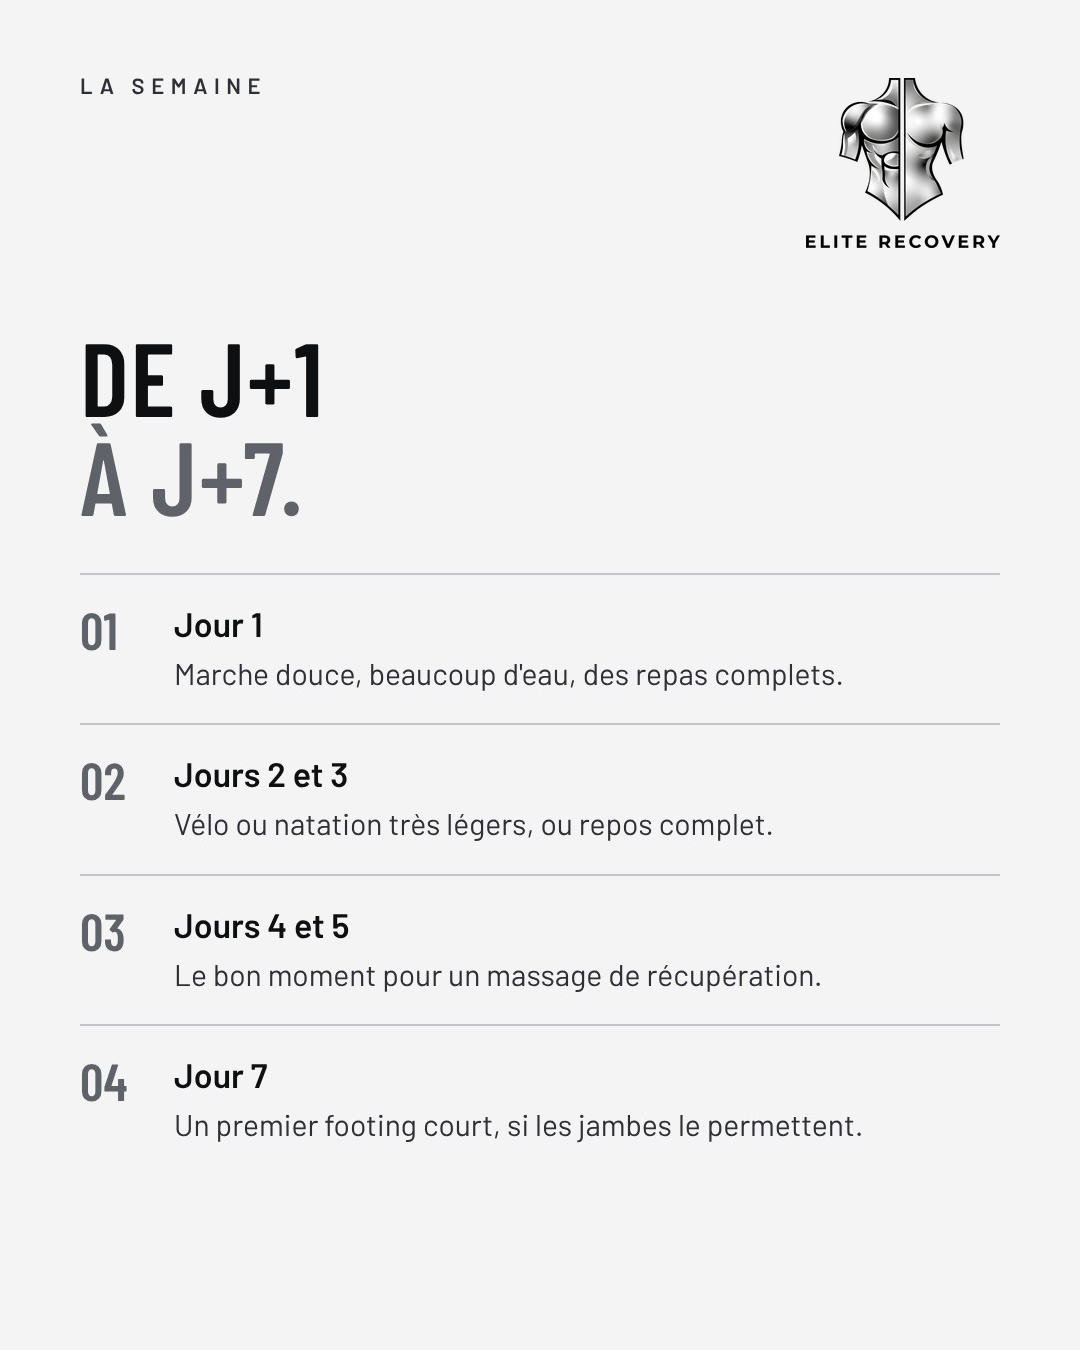 LA SEMAINE
ELITE RECOVERY
DE J+1
À J+7.
01
Jour 1
Marche douce, beaucoup d'eau, des repas complets.
02
Jours 2 et 3
Vélo ou natation très légers, ou repos complet.
03
Jours 4 et 5
Le bon moment pour un massage de récupération.
04
Jour 7
Un premier footing court, si les jambes le permettent.